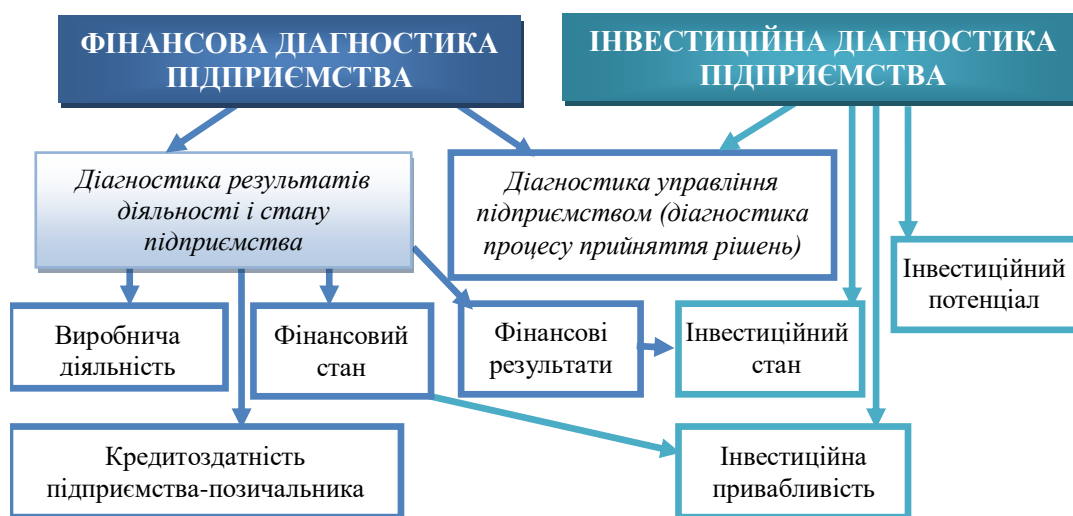 ФІНАНСОВА ДІАГНОСТИКА
ПІДПРИЄМСТВА
ІНВЕСТИЦІЙНА ДІАГНОСТИКА
ПІДПРИЄМСТВА
Діагностика результатів
діяльності і стану
підприємства
Діагностика управління
підприємством (діагностика
процесу прийняття рішень)
Інвестиційний
потенціал
Виробнича
діяльність
Фінансовий
стан
Фінансові
результати
Інвестиційний
стан
Кредитоздатність
підприємства-позичальника
Інвестиційна
привабливість